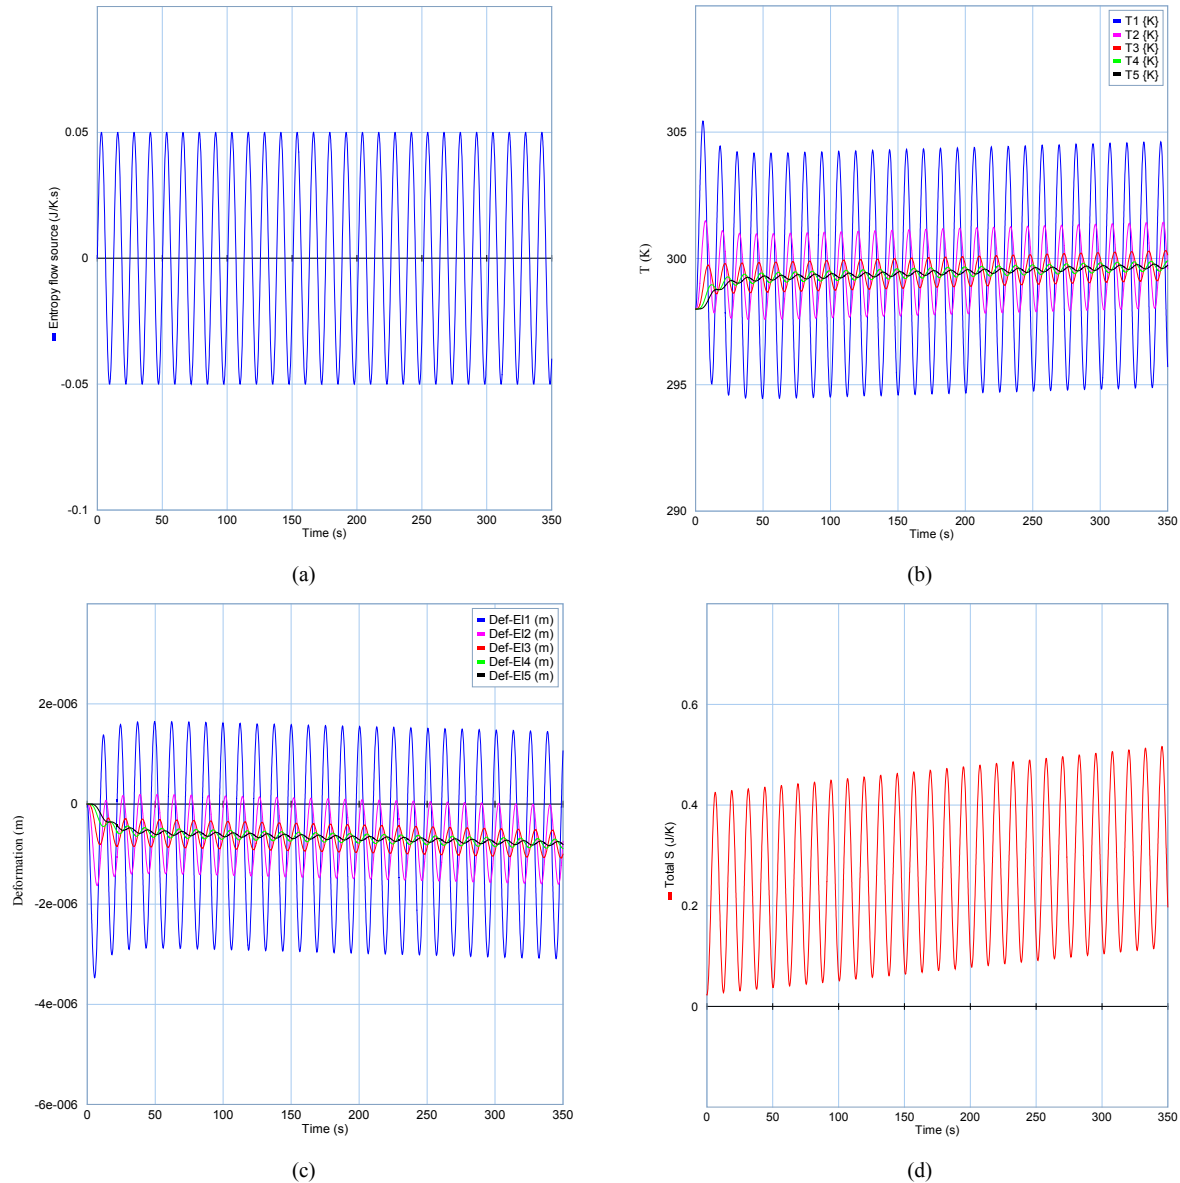 0.05
0
-0.05
-0.1
Entropy flow source (J/K.s)
0 50 100 150 200 250 300 350
Time (s)
(a)
T1 {K}
T2 {K}
T3 {K}
T4 {K}
T5 {K}
305
300
295
290
T (K)
0 50 100 150 200 250 300 350
Time (s)
(b)
Def-El1 (m)
Def-El2 (m)
Def-El3 (m)
Def-El4 (m)
Def-El5 (m)
2e-006
0
-2e-006
-4e-006
-6e-006
Deformation (m)
0 50 100 150 200 250 300 350
Time (s)
(c)
0.6
0.4
0.2
0
Total S (J/K)
0 50 100 150 200 250 300 350
Time (s)
(d)